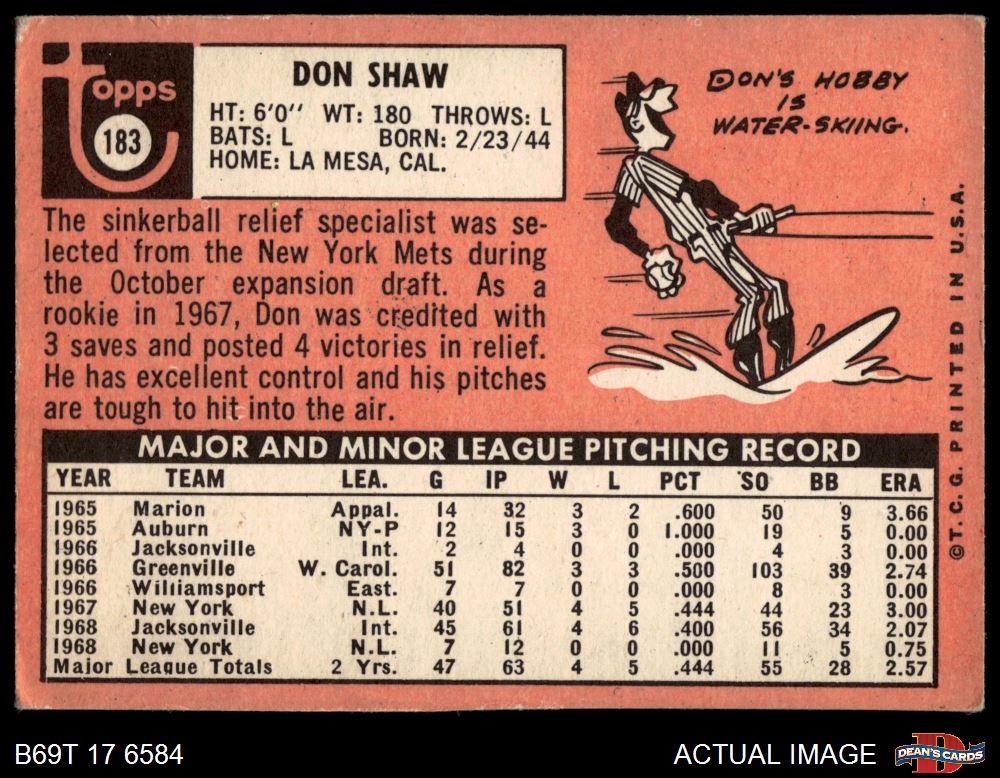 Topps
183
DON SHAW
HT: 6'0" WT: 180 THROWS: L
BATS: L BORN: 2/23/44
HOME: LA MESA, CAL.
DON'S HOBBY
IS
WATER-SKIING.
The sinkerball relief specialist was se-
lected from the New York Mets during
the October expansion draft. As a
rookie in 1967, Don was credited with
3 saves and posted 4 victories in relief.
He has excellent control and his pitches
are tough to hit into the air.
MAJOR AND MINOR LEAGUE PITCHING RECORD
YEAR TEAM LEA. G IP W L PCT SO BB ERA
1965 Marion Appal. 14 32 3 2 .600 50 9 3.66
1965 Auburn NY-P 12 15 3 0 1.000 19 5 0.00
1966 Jacksonville Int. 2 4 0 0 .000 4 3 0.00
1966 Greenville W. Carol. 51 82 3 3 .500 103 39 2.74
1966 Williamsport East. 7 7 0 0 .000 8 3 0.00
1967 New York N.L. 40 51 4 5 .444 44 23 3.00
1968 Jacksonville Int. 45 61 4 6 .400 56 34 2.07
1968 New York N.L. 7 12 0 0 .000 11 5 0.75
Major League Totals 2 Yrs. 47 63 4 5 .444 55 28 2.57
©T.C.G. PRINTED IN U.S.A.
B69T 17 6584
ACTUAL IMAGE
D
DEAN'S CARDS